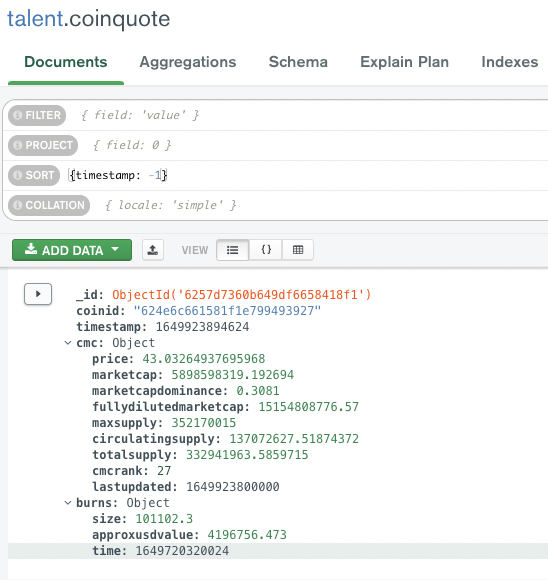 talent.coinquote
Documents Aggregations Schema Explain Plan Indexes
FILTER { field: 'value' }
PROJECT { field: 0 }
SORT {timestamp: -1}
COLLATION { locale: 'simple' }
ADD DATA VIEW {}
_id: ObjectId('6257d7360b649df6658418f1')
coinid: "624e6c661581f1e799493927"
timestamp: 1649923894624
cmc: Object
price: 43.03264937695968
marketcap: 5898598319.192694
marketcapdominance: 0.3081
fullydilutedmarketcap: 15154808776.57
maxsupply: 352170015
circulatingsupply: 137072627.51874372
totalsupply: 332941963.5859715
cmcrank: 27
lastupdated: 1649923800000
burns: Object
size: 101102.3
approxusdvalue: 4196756.473
time: 1649720320024